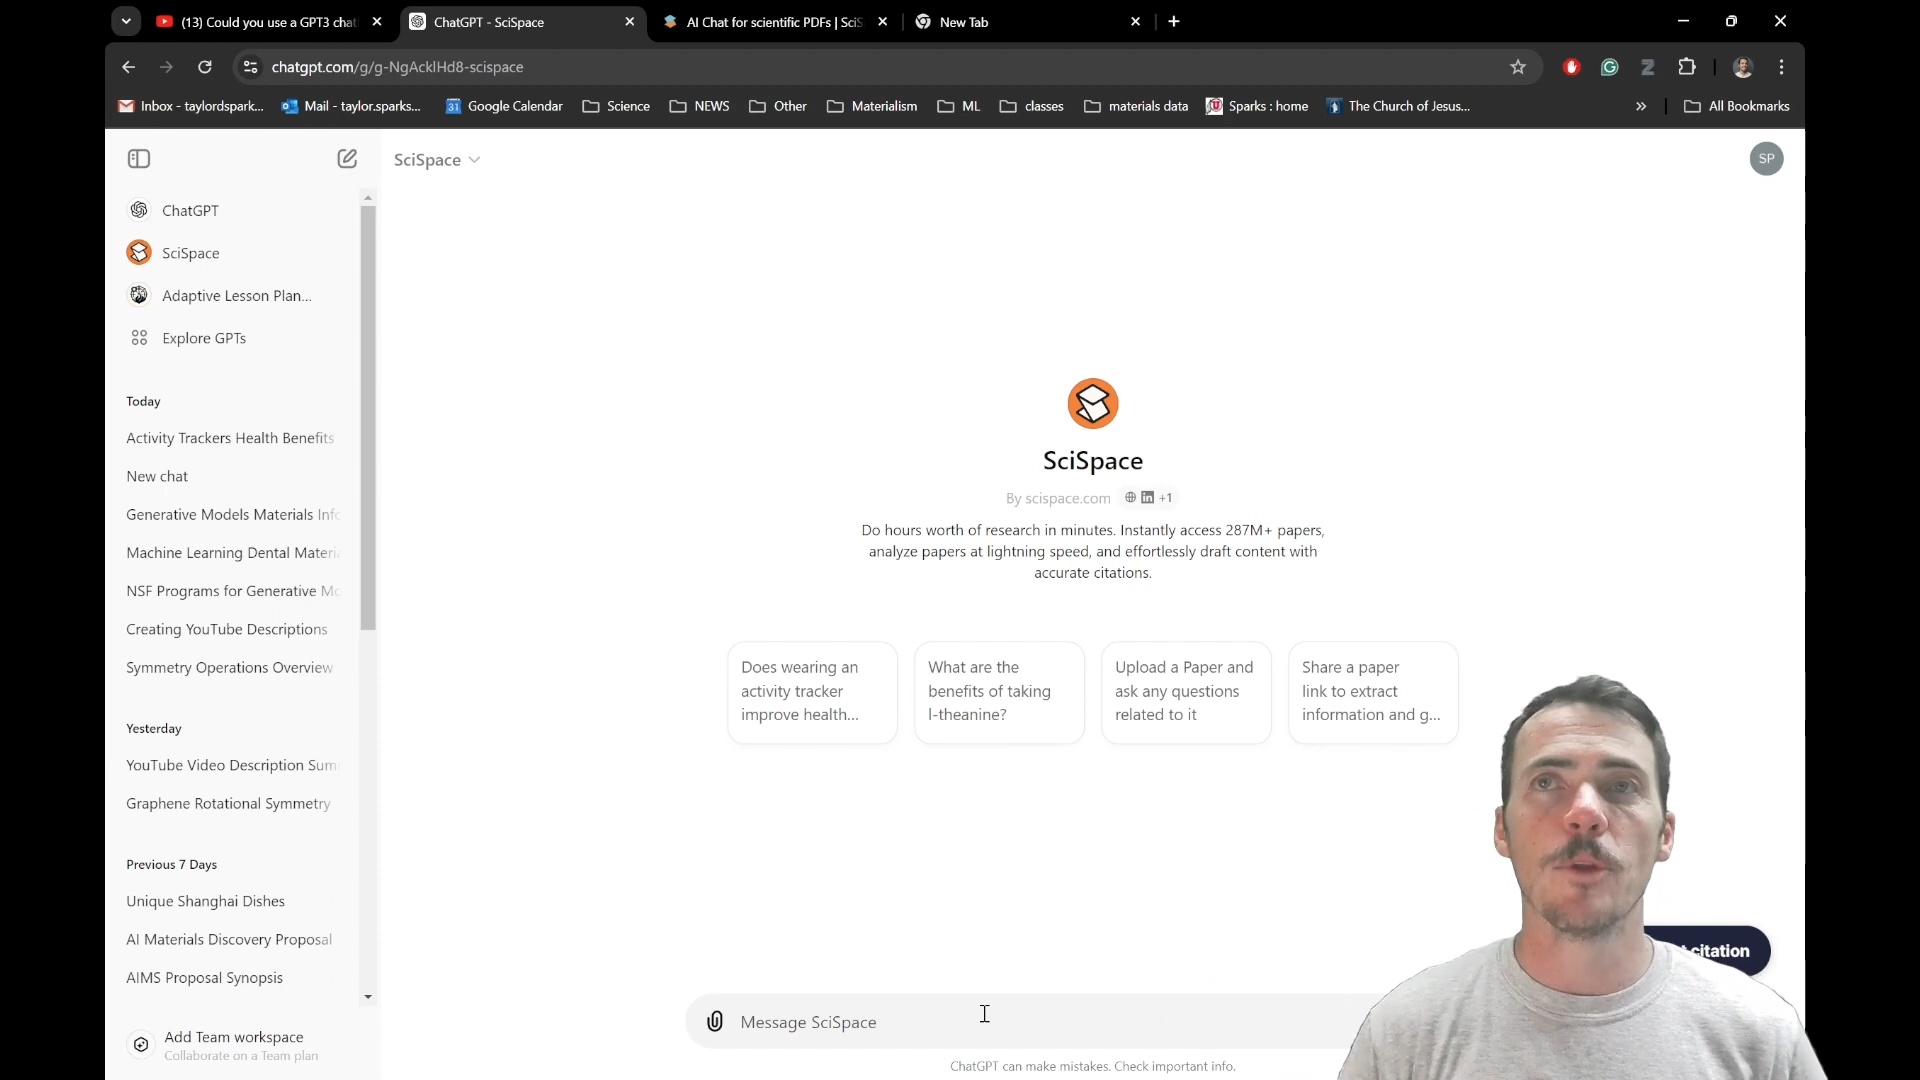 (13) Could you use a GPT3 chat
ChatGPT - SciSpace
AI Chat for scientific PDFs | SciS
New Tab
chatgpt.com/g/g-NgAcklHd8-scispace
Inbox - taylordspark...
Mail - taylor.sparks...
31 Google Calendar
Science
NEWS
Other
Materialism
ML
classes
materials data
Sparks : home
The Church of Jesus...
All Bookmarks
SciSpace
SP
ChatGPT
SciSpace
Adaptive Lesson Plan...
Explore GPTs
Today
Activity Trackers Health Benefits
New chat
Generative Models Materials Info
Machine Learning Dental Materia
NSF Programs for Generative Mo
Creating YouTube Descriptions
Symmetry Operations Overview
Yesterday
YouTube Video Description Sum
Graphene Rotational Symmetry
Previous 7 Days
Unique Shanghai Dishes
AI Materials Discovery Proposal
AIMS Proposal Synopsis
Add Team workspace
Collaborate on a Team plan
SciSpace
By scispace.com +1
Do hours worth of research in minutes. Instantly access 287M+ papers,
analyze papers at lightning speed, and effortlessly draft content with
accurate citations.
Does wearing an
activity tracker
improve health...
What are the
benefits of taking
l-theanine?
Upload a Paper and
ask any questions
related to it
Share a paper
link to extract
information and g...
citation
Message SciSpace
ChatGPT can make mistakes. Check important info.